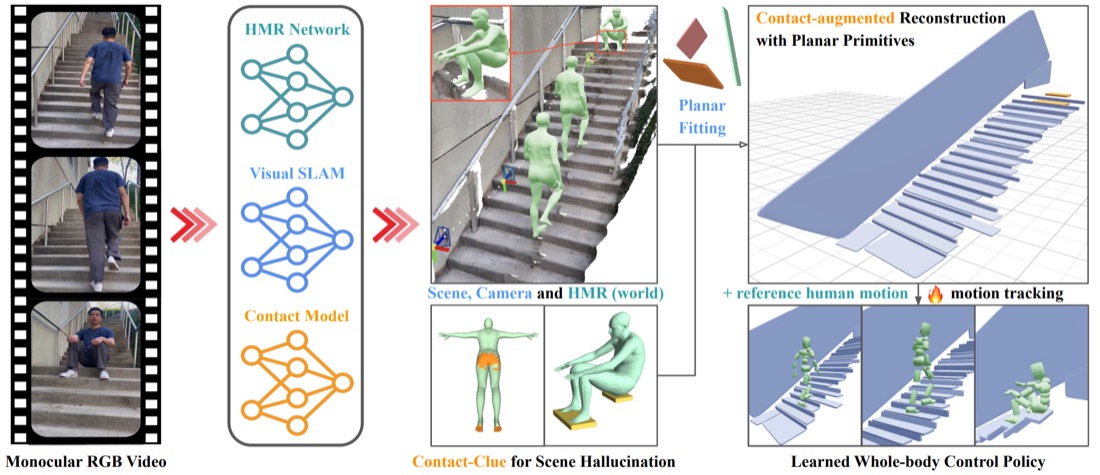 Monocular RGB Video
HMR Network
Visual SLAM
Contact Model
Scene, Camera and HMR (world)
Contact-Clue for Scene Hallucination
Planar
Fitting
Contact-augmented Reconstruction
with Planar Primitives
+ reference human motion
motion tracking
Learned Whole-body Control Policy